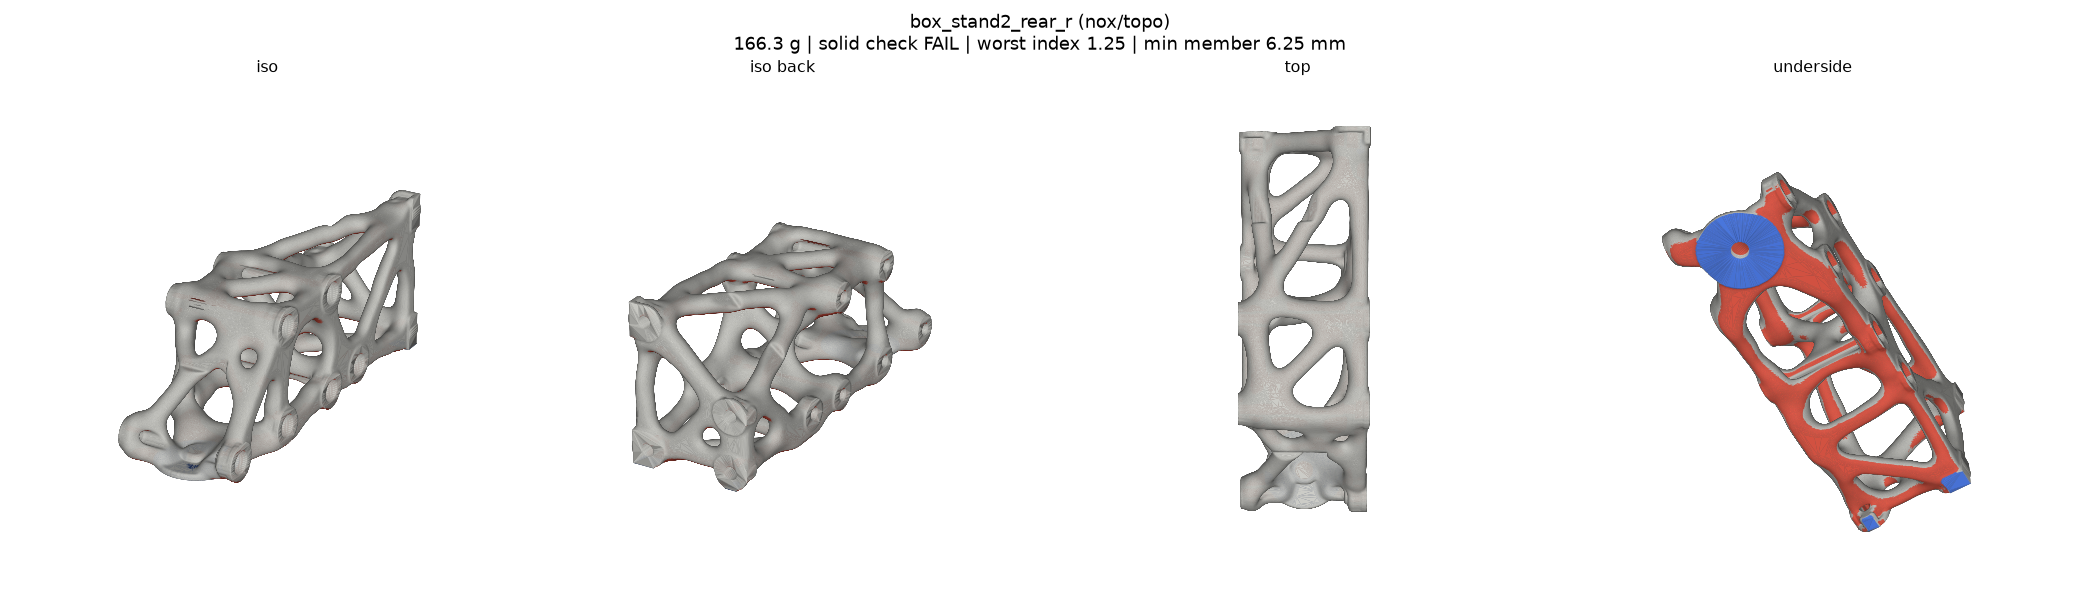 box_stand2_rear_r (nox/topo)
166.3 g | solid check FAIL | worst index 1.25 | min member 6.25 mm
iso
iso back
top
underside